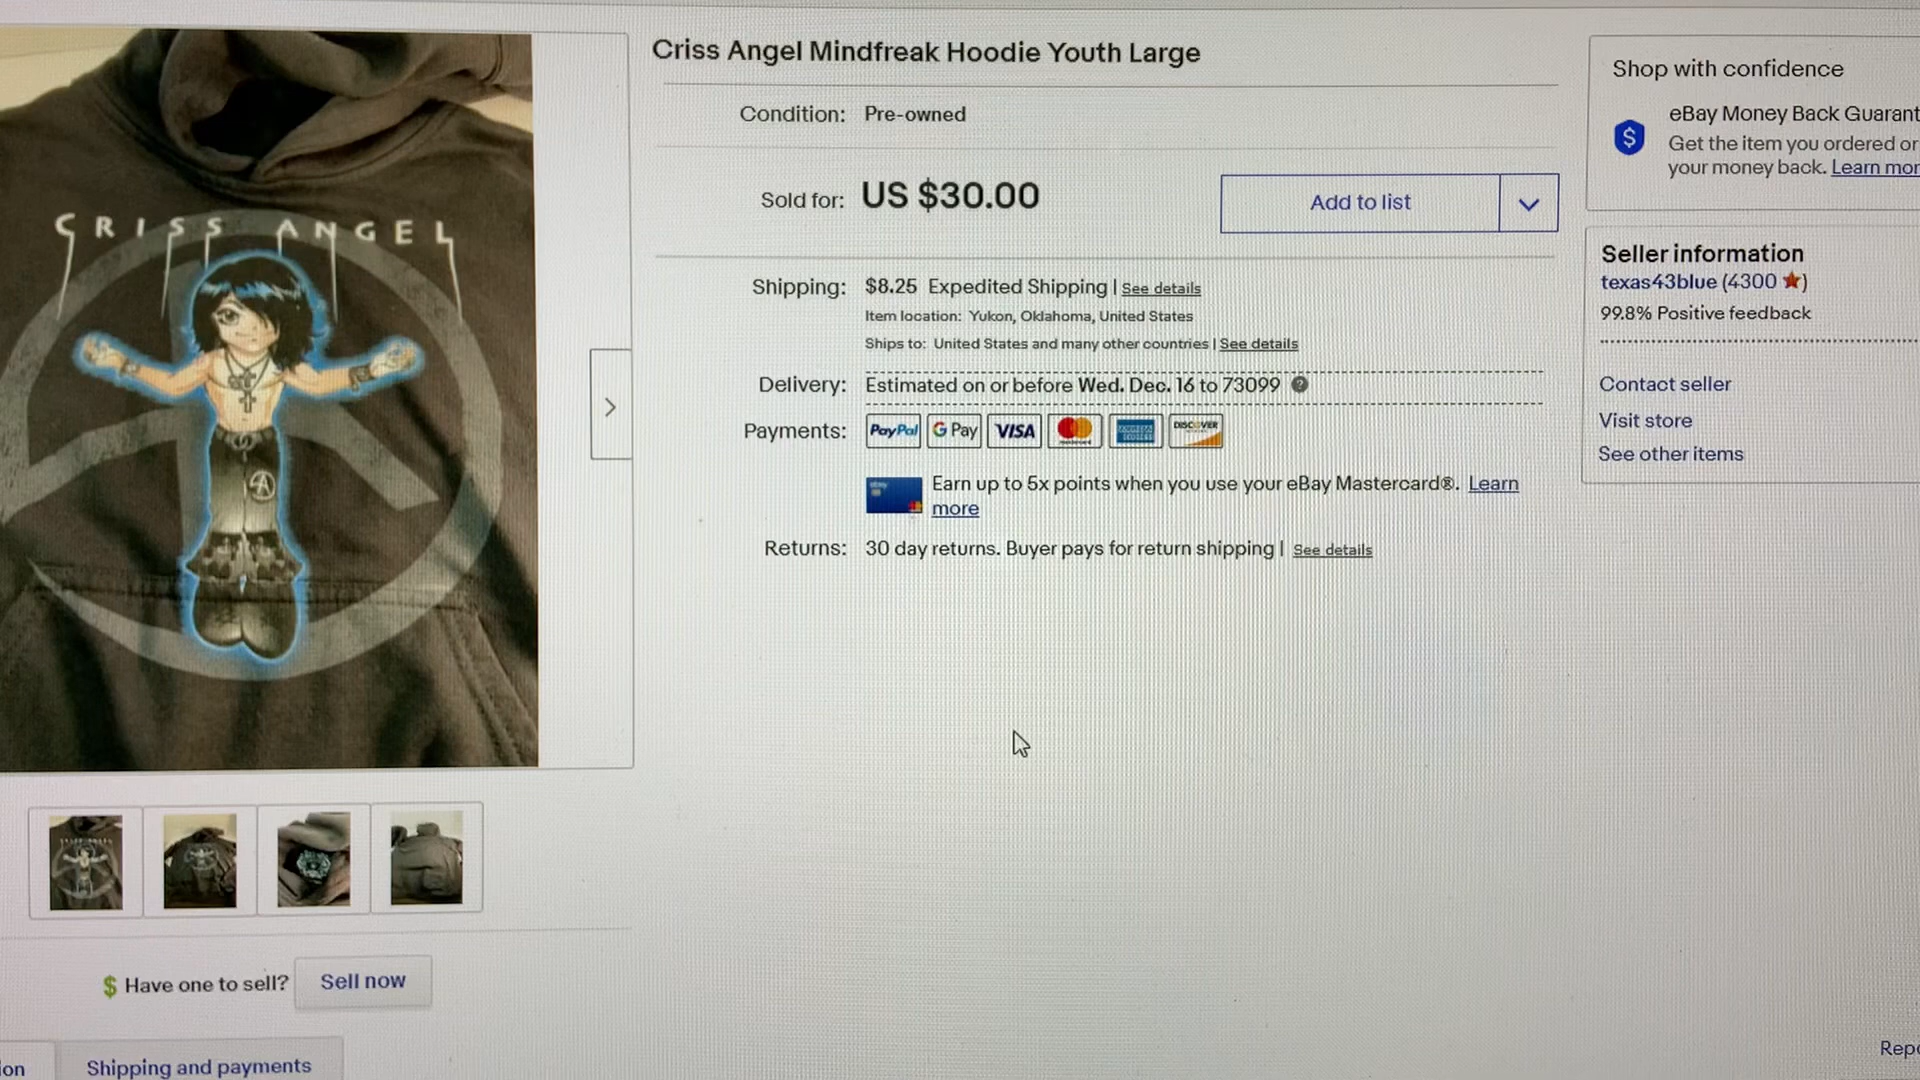 Criss Angel Mindfreak Hoodie Youth Large
Condition: Pre-owned
Sold for: US $30.00
Add to list
Shipping: $8.25 Expedited Shipping | See details
Item location: Yukon, Oklahoma, United States
Ships to: United States and many other countries | See details
Delivery: Estimated on or before Wed. Dec. 16 to 73099
Payments: PayPal G Pay VISA DISCOVER
Earn up to 5x points when you use your eBay Mastercard®. Learn
more
Returns: 30 day returns. Buyer pays for return shipping | See details
Shop with confidence
eBay Money Back Guarant
Get the item you ordered or
your money back. Learn mor
Seller information
texas43blue (4300 ★)
99.8% Positive feedback
Contact seller
Visit store
See other items
CRISS ANGEL
$ Have one to sell? Sell now
ion
Shipping and payments
Repo